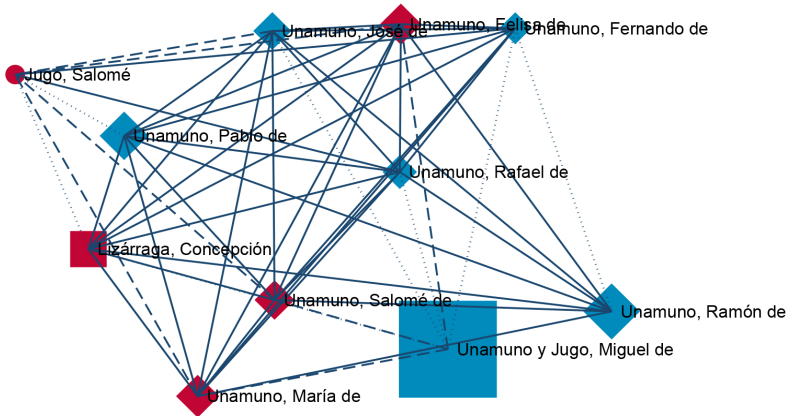 Unamuno, José de
Unamuno, Felisa de
Unamuno, Fernando de
Jugo, Salomé
Unamuno, Pablo de
Unamuno, Rafael de
Lizárraga, Concepción
Unamuno, Salomé de
Unamuno, Ramón de
Unamuno y Jugo, Miguel de
Unamuno, María de